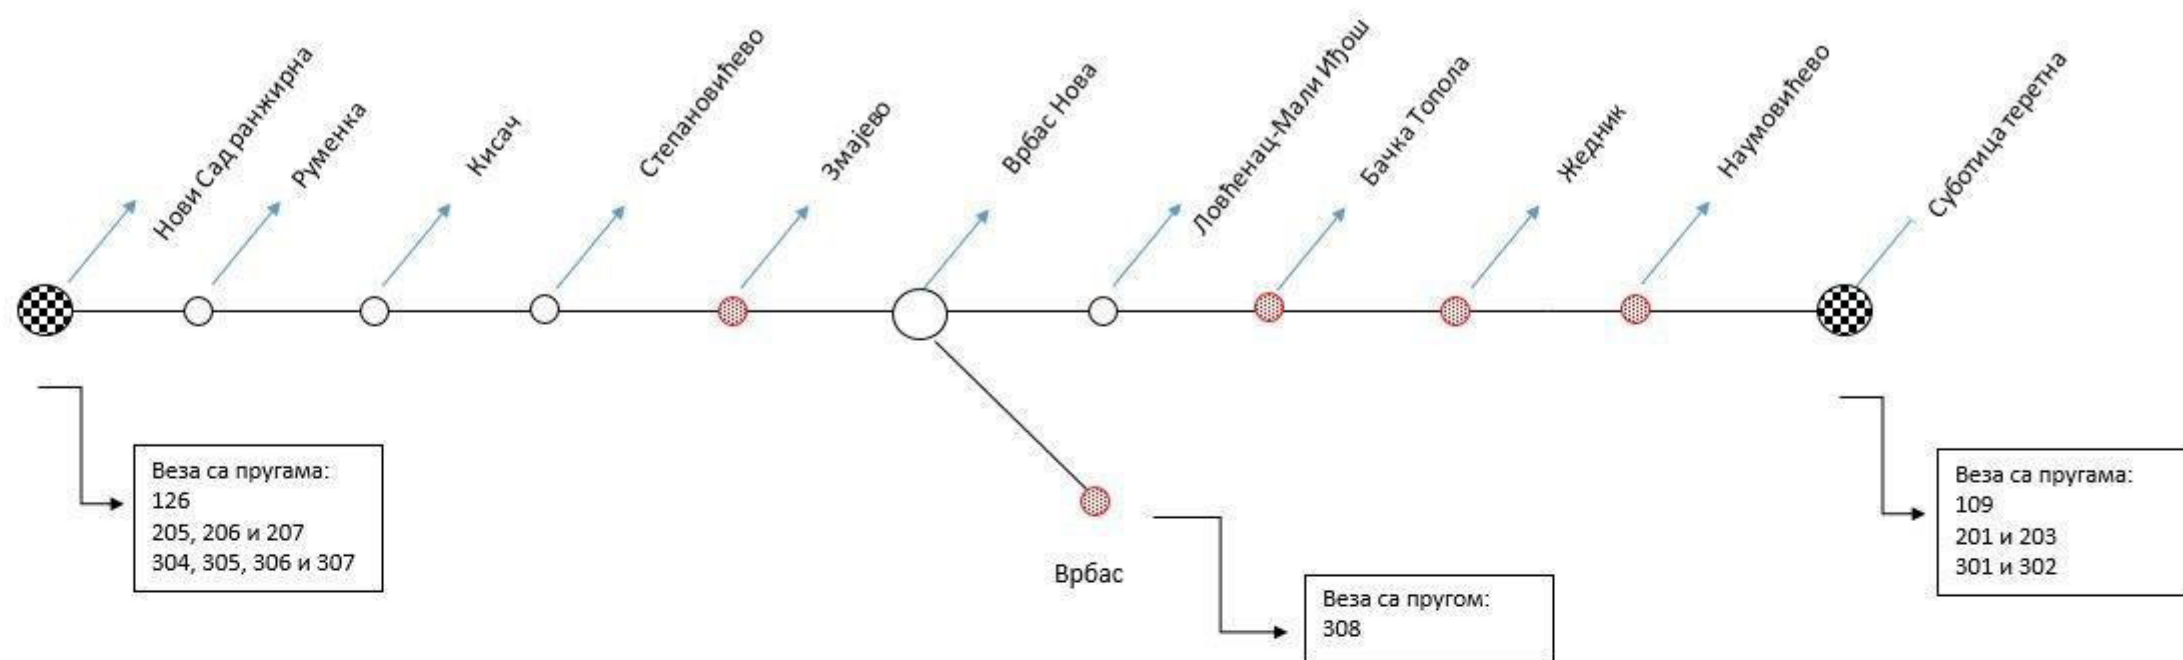 Нови Сад ранжирна
Руменка
Кисач
Степановићево
Змајево
Врбас Нова
Ловћенац-Мали Иђош
Бачка Топола
Жедник
Наумовићево
Суботица теретна
Веза са пругама:
126
205, 206 и 207
304, 305, 306 и 307
Врбас
Веза са пругом:
308
Веза са пругама:
109
201 и 203
301 и 302